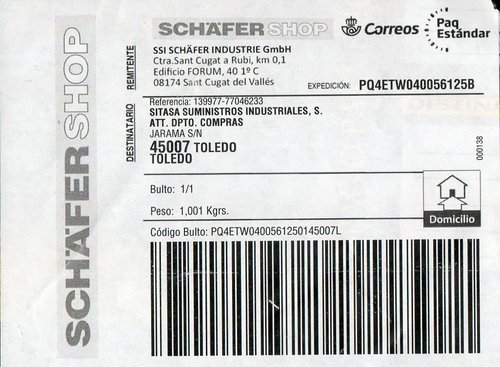 SCHÄFER SHOP
SCHÄFER SHOP
Correos
Paq
Estándar
REMITENTE
SSI SCHÄFER INDUSTRIE GmbH
Ctra.Sant Cugat a Rubi, km 0,1
Edificio FORUM, 40 1º C
08174 Sant Cugat del Vallés
EXPEDICIÓN: PQ4ETW040056125B
DESTINATARIO
Referencia: 139977-77046233
SITASA SUMINISTROS INDUSTRIALES, S.
ATT. DPTO. COMPRAS
JARAMA S/N
45007 TOLEDO
TOLEDO
000138
Bulto: 1/1
Peso: 1,001 Kgrs.
Domicilio
Código Bulto: PQ4ETW0400561250145007L